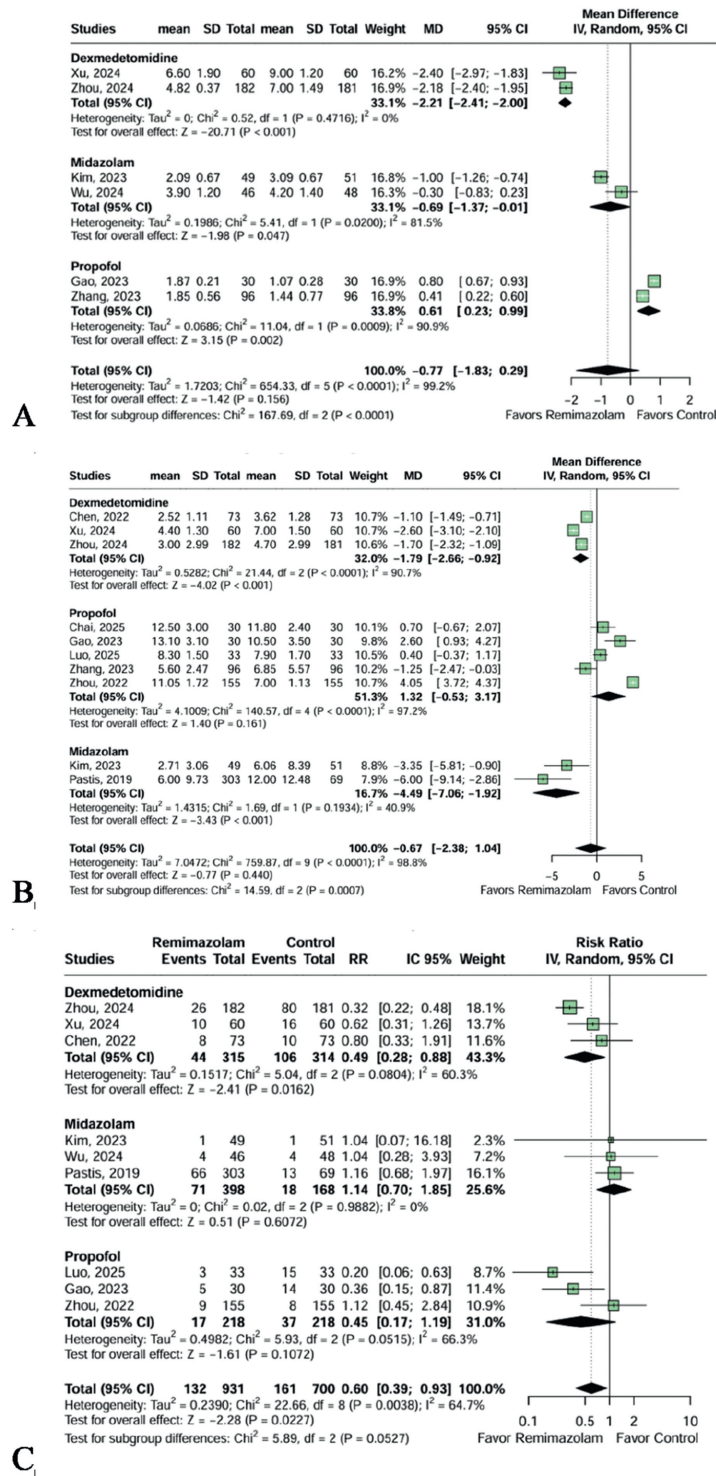 Mean Difference
Studies mean SD Total mean SD Total Weight MD 95% CI IV, Random, 95% CI
Dexmedetomidine
Xu, 2024 6.60 1.90 60 9.00 1.20 60 16.2% −2.40 [−2.97; −1.83]
Zhou, 2024 4.82 0.37 182 7.00 1.49 181 16.9% −2.18 [−2.40; −1.95]
Total (95% CI) 33.1% −2.21 [−2.41; −2.00]
Heterogeneity: Tau² = 0; Chi² = 0.52, df = 1 (P = 0.4716); I² = 0%
Test for overall effect: Z = −20.71 (P < 0.001)
Midazolam
Kim, 2023 2.09 0.67 49 3.09 0.67 51 16.8% −1.00 [−1.26; −0.74]
Wu, 2024 3.90 1.20 46 4.20 1.40 48 16.3% −0.30 [−0.83; 0.23]
Total (95% CI) 33.1% −0.69 [−1.37; −0.01]
Heterogeneity: Tau² = 0.1986; Chi² = 5.41, df = 1 (P = 0.0200); I² = 81.5%
Test for overall effect: Z = −1.98 (P = 0.047)
Propofol
Gao, 2023 1.87 0.21 30 1.07 0.28 30 16.9% 0.80 [0.67; 0.93]
Zhang, 2023 1.85 0.56 96 1.44 0.77 96 16.9% 0.41 [0.22; 0.60]
Total (95% CI) 33.8% 0.61 [0.23; 0.99]
Heterogeneity: Tau² = 0.0686; Chi² = 11.04, df = 1 (P = 0.0009); I² = 90.9%
Test for overall effect: Z = 3.15 (P = 0.002)
Total (95% CI) 100.0% −0.77 [−1.83; 0.29]
Heterogeneity: Tau² = 1.7203; Chi² = 654.33, df = 5 (P < 0.0001); I² = 99.2%
Test for overall effect: Z = −1.42 (P = 0.156)
Test for subgroup differences: Chi² = 167.69, df = 2 (P < 0.0001)
−2 −1 0 1 2
Favors Remimazolam Favors Control
A
Mean Difference
Studies mean SD Total mean SD Total Weight MD 95% CI IV, Random, 95% CI
Dexmedetomidine
Chen, 2022 2.52 1.11 73 3.62 1.28 73 10.7% −1.10 [−1.49; −0.71]
Xu, 2024 4.40 1.30 60 7.00 1.50 60 10.7% −2.60 [−3.10; −2.10]
Zhou, 2024 3.00 2.99 182 4.70 2.99 181 10.6% −1.70 [−2.32; −1.09]
Total (95% CI) 32.0% −1.79 [−2.66; −0.92]
Heterogeneity: Tau² = 0.5282; Chi² = 21.44, df = 2 (P < 0.0001); I² = 90.7%
Test for overall effect: Z = −4.02 (P < 0.001)
Propofol
Chai, 2025 12.50 3.00 30 11.80 2.40 30 10.1% 0.70 [−0.67; 2.07]
Gao, 2023 13.10 3.10 30 10.50 3.50 30 9.8% 2.60 [0.93; 4.27]
Luo, 2025 8.30 1.50 33 7.90 1.70 33 10.6% 0.40 [−0.37; 1.17]
Zhang, 2023 5.60 2.47 96 6.85 5.57 96 10.2% −1.25 [−2.47; −0.03]
Zhou, 2022 11.05 1.72 155 7.00 1.13 155 10.7% 4.05 [3.72; 4.37]
Total (95% CI) 51.3% 1.32 [−0.53; 3.17]
Heterogeneity: Tau² = 4.1009; Chi² = 140.57, df = 4 (P < 0.0001); I² = 97.2%
Test for overall effect: Z = 1.40 (P = 0.161)
Midazolam
Kim, 2023 2.71 3.06 49 6.06 8.39 51 8.8% −3.35 [−5.81; −0.90]
Pastis, 2019 6.00 9.73 303 12.00 12.48 69 7.9% −6.00 [−9.14; −2.86]
Total (95% CI) 16.7% −4.49 [−7.06; −1.92]
Heterogeneity: Tau² = 1.4315; Chi² = 1.69, df = 1 (P = 0.1934); I² = 40.9%
Test for overall effect: Z = −3.43 (P < 0.001)
Total (95% CI) 100.0% −0.67 [−2.38; 1.04]
Heterogeneity: Tau² = 7.0472; Chi² = 759.87, df = 9 (P < 0.0001); I² = 98.8%
Test for overall effect: Z = −0.77 (P = 0.440)
Test for subgroup differences: Chi² = 14.59, df = 2 (P = 0.0007)
−5 0 5
Favors Remimazolam Favors Control
B
Remimazolam Control Risk Ratio
Studies Events Total Events Total RR IC 95% Weight IV, Random, 95% CI
Dexmedetomidine
Zhou, 2024 26 182 80 181 0.32 [0.22; 0.48] 18.1%
Xu, 2024 10 60 16 60 0.62 [0.31; 1.26] 13.7%
Chen, 2022 8 73 10 73 0.80 [0.33; 1.91] 11.6%
Total (95% CI) 44 315 106 314 0.49 [0.28; 0.88] 43.3%
Heterogeneity: Tau² = 0.1517; Chi² = 5.04, df = 2 (P = 0.0804); I² = 60.3%
Test for overall effect: Z = −2.41 (P = 0.0162)
Midazolam
Kim, 2023 1 49 1 51 1.04 [0.07; 16.18] 2.3%
Wu, 2024 4 46 4 48 1.04 [0.28; 3.93] 7.2%
Pastis, 2019 66 303 13 69 1.16 [0.68; 1.97] 16.1%
Total (95% CI) 71 398 18 168 1.14 [0.70; 1.85] 25.6%
Heterogeneity: Tau² = 0; Chi² = 0.02, df = 2 (P = 0.9882); I² = 0%
Test for overall effect: Z = 0.51 (P = 0.6072)
Propofol
Luo, 2025 3 33 15 33 0.20 [0.06; 0.63] 8.7%
Gao, 2023 5 30 14 30 0.36 [0.15; 0.87] 11.4%
Zhou, 2022 9 155 8 155 1.12 [0.45; 2.84] 10.9%
Total (95% CI) 17 218 37 218 0.45 [0.17; 1.19] 31.0%
Heterogeneity: Tau² = 0.4982; Chi² = 5.93, df = 2 (P = 0.0515); I² = 66.3%
Test for overall effect: Z = −1.61 (P = 0.1072)
Total (95% CI) 132 931 161 700 0.60 [0.39; 0.93] 100.0%
Heterogeneity: Tau² = 0.2390; Chi² = 22.66, df = 8 (P = 0.0038); I² = 64.7%
Test for overall effect: Z = −2.28 (P = 0.0227)
Test for subgroup differences: Chi² = 5.89, df = 2 (P = 0.0527)
0.1 0.5 1 2 10
Favor Remimazolam Favor Control
C